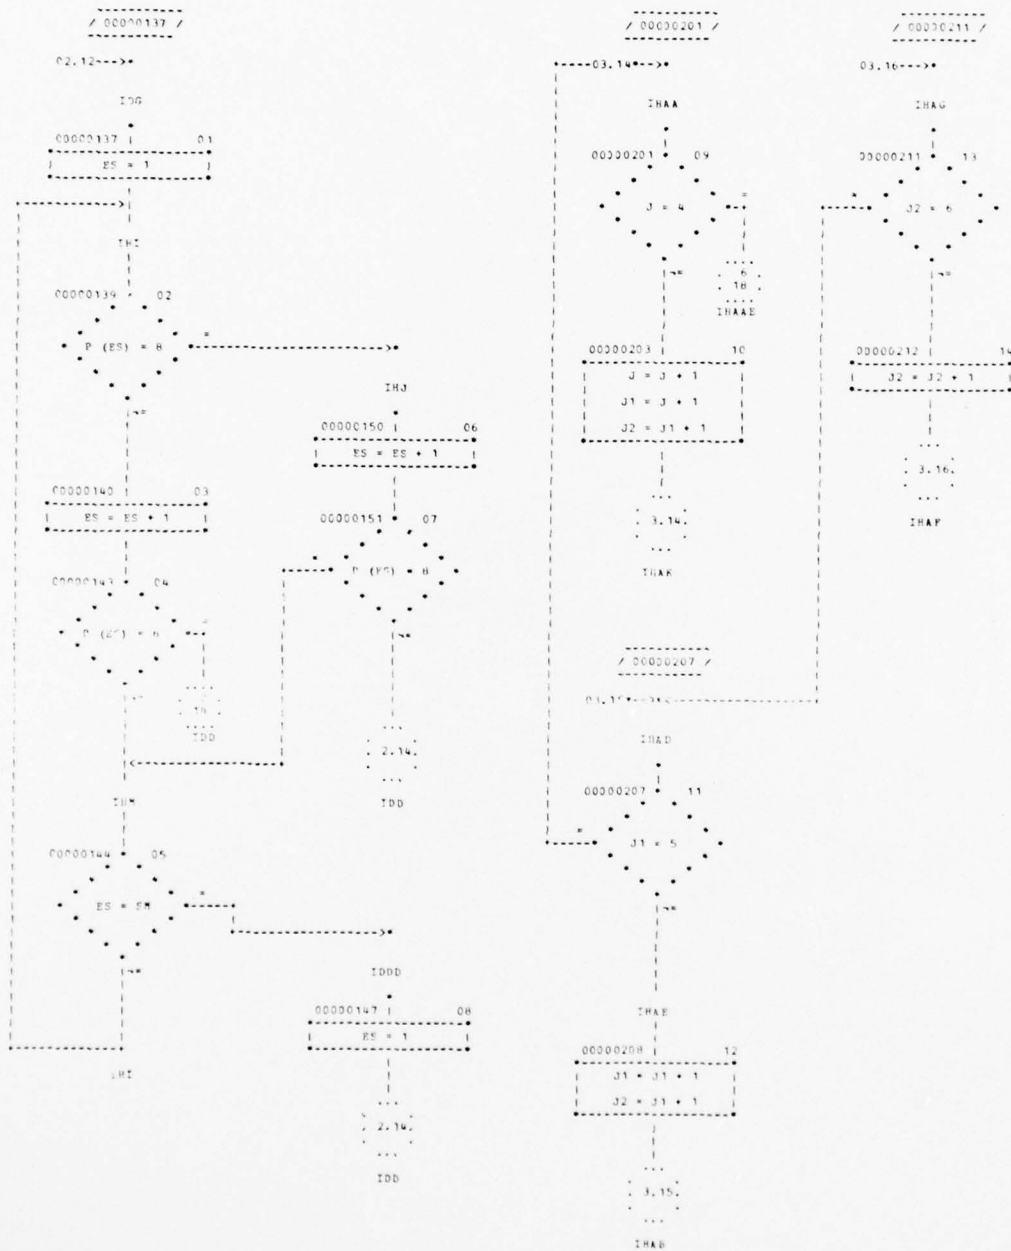 / 00000137 /
02.12--->
IDG
00000137 01
ES = 1
IHI
00000139 02
P (ES) = B
=
¬=
IHJ
00000150 06
ES = ES + 1
00000140 03
ES = ES + 1
00000151 07
=
¬=
00000143 04
IDD
2.14.
IDD
00000144 05
ES = SM
=
¬=
IDDD
00000147 08
ES = 1
IHI
2.14.
IDD
/ 00000201 /
03.14
IHAA
00000201 09
J = 4
=
¬=
6
18
IHAAE
00000203 10
J = J + 1
J1 = J + 1
J2 = J1 + 1
3.14.
/ 00000207 /
IHAD
00000207 11
=
J1 = 5
¬=
IHAE
00000208 12
J1 = J1 + 1
J2 = J1 + 1
3.15.
IHAB
/ 00000211 /
03.16--->
IHAG
00000211 13
=
J2 = 6
¬=
00000212 14
J2 = J2 + 1
3.16.
IHAF